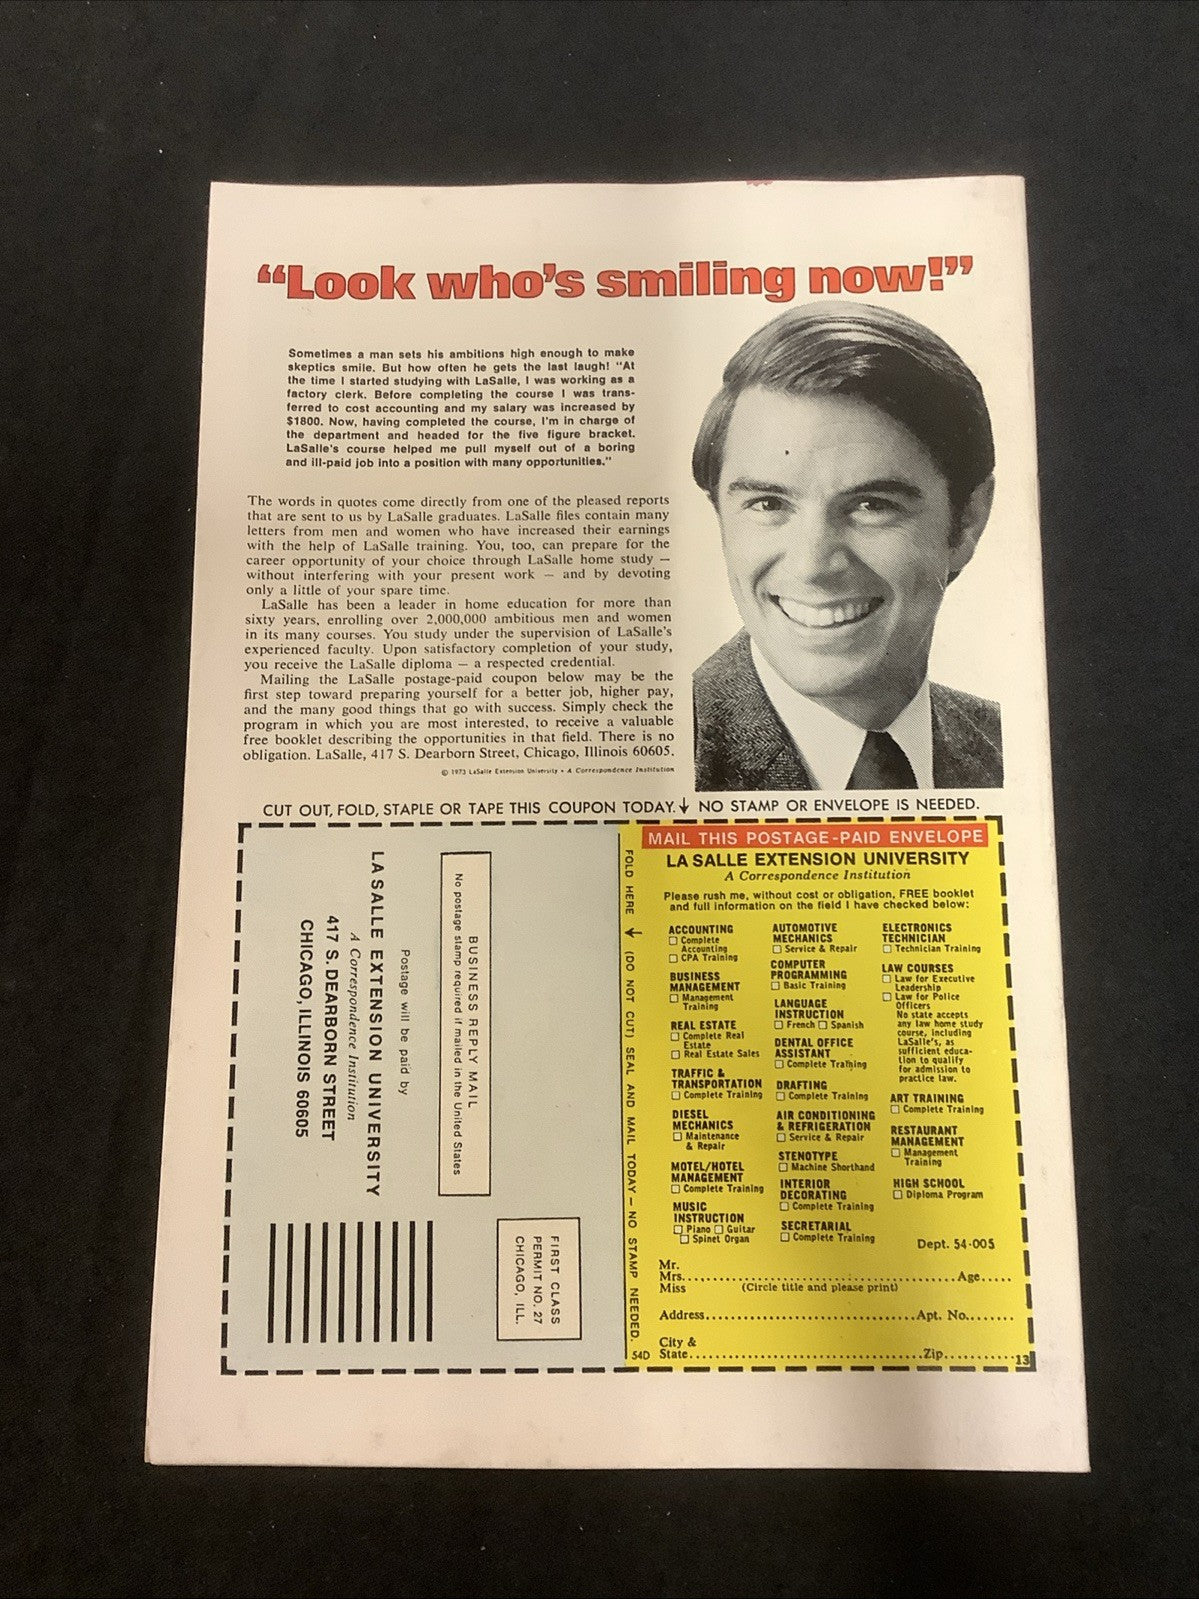 “Look who’s smiling now!”
Sometimes a man sets his ambitions high enough to make
skeptics smile. But how often he gets the last laugh! “At
the time I started studying with LaSalle, I was working as a
factory clerk. Before completing the course I was trans-
ferred to cost accounting and my salary was increased by
$1800. Now, having completed the course, I’m in charge of
the department and headed for the five figure bracket.
LaSalle’s course helped me pull myself out of a boring
and ill-paid job into a position with many opportunities.”
The words in quotes come directly from one of the pleased reports
that are sent to us by LaSalle graduates. LaSalle files contain many
letters from men and women who have increased their earnings
with the help of LaSalle training. You, too, can prepare for the
career opportunity of your choice through LaSalle home study —
without interfering with your present work — and by devoting
only a little of your spare time.
LaSalle has been a leader in home education for more than
sixty years, enrolling over 2,000,000 ambitious men and women
in its many courses. You study under the supervision of LaSalle’s
experienced faculty. Upon satisfactory completion of your study,
you receive the LaSalle diploma — a respected credential.
Mailing the LaSalle postage-paid coupon below may be the
first step toward preparing yourself for a better job, higher pay,
and the many good things that go with success. Simply check the
program in which you are most interested, to receive a valuable
free booklet describing the opportunities in that field. There is no
obligation. LaSalle, 417 S. Dearborn Street, Chicago, Illinois 60605.
© 1973 LaSalle Extension University • A Correspondence Institution
CUT OUT, FOLD, STAPLE OR TAPE THIS COUPON TODAY.↓ NO STAMP OR ENVELOPE IS NEEDED.
FIRST CLASS
PERMIT NO. 27
CHICAGO, ILL.
BUSINESS REPLY MAIL
No postage stamp required if mailed in the United States
Postage will be paid by
LA SALLE EXTENSION UNIVERSITY
A Correspondence Institution
417 S. DEARBORN STREET
CHICAGO, ILLINOIS 60605
FOLD HERE ↓ (DO NOT CUT) SEAL AND MAIL TODAY — NO STAMP NEEDED.
MAIL THIS POSTAGE-PAID ENVELOPE
LA SALLE EXTENSION UNIVERSITY
A Correspondence Institution
Please rush me, without cost or obligation, FREE booklet
and full information on the field I have checked below:
ACCOUNTING
☐ Complete
Accounting
☐ CPA Training
BUSINESS
MANAGEMENT
☐ Management
Training
REAL ESTATE
☐ Complete Real
Estate
☐ Real Estate Sales
TRAFFIC &
TRANSPORTATION
☐ Complete Training
DIESEL
MECHANICS
☐ Maintenance
& Repair
MOTEL/HOTEL
MANAGEMENT
☐ Complete Training
MUSIC
INSTRUCTION
☐ Piano ☐ Guitar
☐ Spinet Organ
AUTOMOTIVE
MECHANICS
☐ Service & Repair
COMPUTER
PROGRAMMING
☐ Basic Training
LANGUAGE
INSTRUCTION
☐ French ☐ Spanish
DENTAL OFFICE
ASSISTANT
☐ Complete Training
DRAFTING
☐ Complete Training
AIR CONDITIONING
& REFRIGERATION
☐ Service & Repair
STENOTYPE
☐ Machine Shorthand
INTERIOR
DECORATING
☐ Complete Training
SECRETARIAL
☐ Complete Training
ELECTRONICS
TECHNICIAN
☐ Technician Training
LAW COURSES
☐ Law for Executive
Leadership
☐ Law for Police
Officers
No state accepts
any law home study
course, including
LaSalle’s, as
sufficient educa-
tion to qualify
for admission to
practice law.
ART TRAINING
☐ Complete Training
RESTAURANT
MANAGEMENT
☐ Management
Training
HIGH SCHOOL
☐ Diploma Program
Dept. 54-005
Mr.
Mrs. Age
Miss (Circle title and please print)
Address Apt. No.
City &
54D State Zip 13